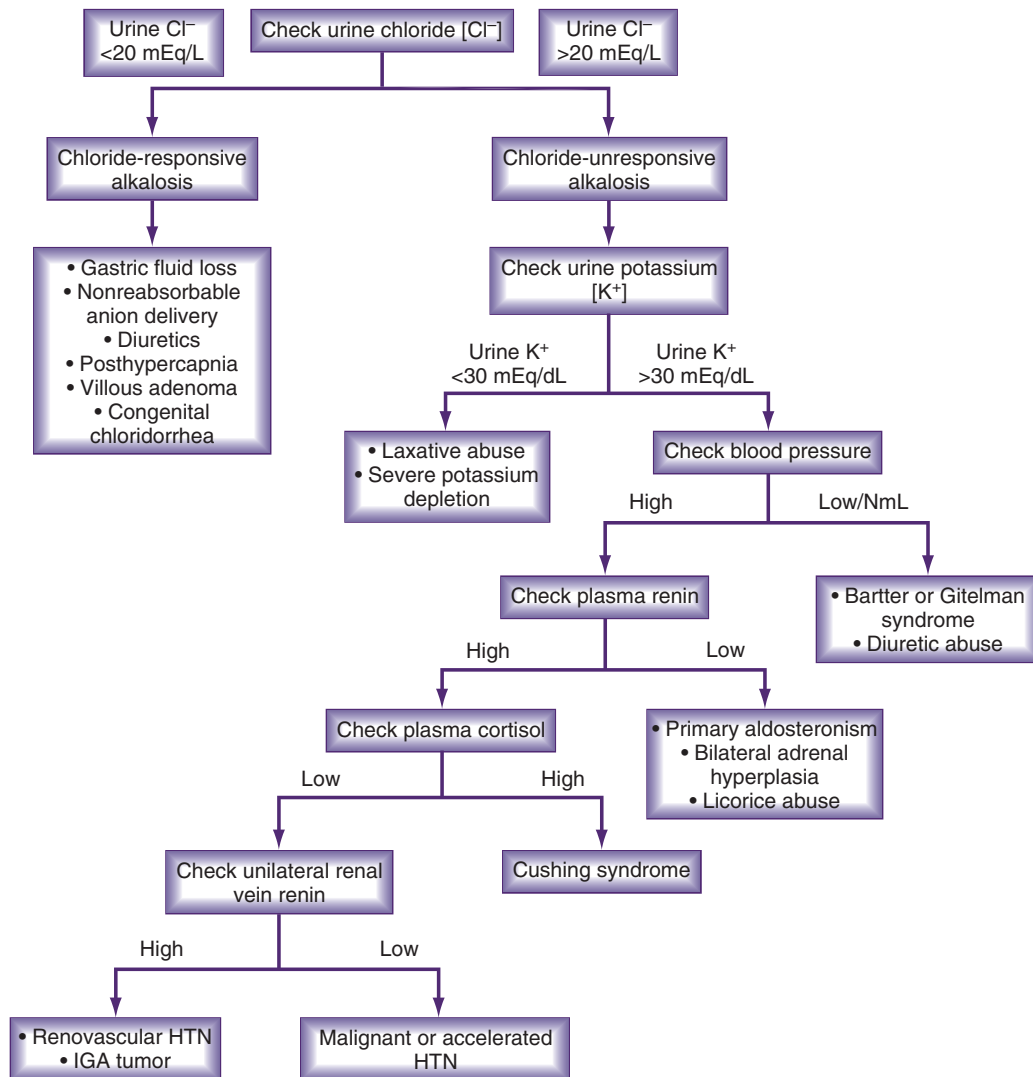 Urine Cl⁻
<20 mEq/L
Check urine chloride [Cl⁻]
Urine Cl⁻
>20 mEq/L
Chloride-responsive
alkalosis
Chloride-unresponsive
alkalosis
• Gastric fluid loss
• Nonreabsorbable
anion delivery
• Diuretics
• Posthypercapnia
• Villous adenoma
• Congenital
chloridorrhea
Check urine potassium
[K⁺]
Urine K⁺
<30 mEq/dL
Urine K⁺
>30 mEq/dL
• Laxative abuse
• Severe potassium
depletion
Check blood pressure
High
Low/NmL
Check plasma renin
• Bartter or Gitelman
syndrome
• Diuretic abuse
High
Low
Check plasma cortisol
• Primary aldosteronism
• Bilateral adrenal
hyperplasia
• Licorice abuse
Low
High
Check unilateral renal
vein renin
Cushing syndrome
High
Low
• Renovascular HTN
• IGA tumor
Malignant or accelerated
HTN